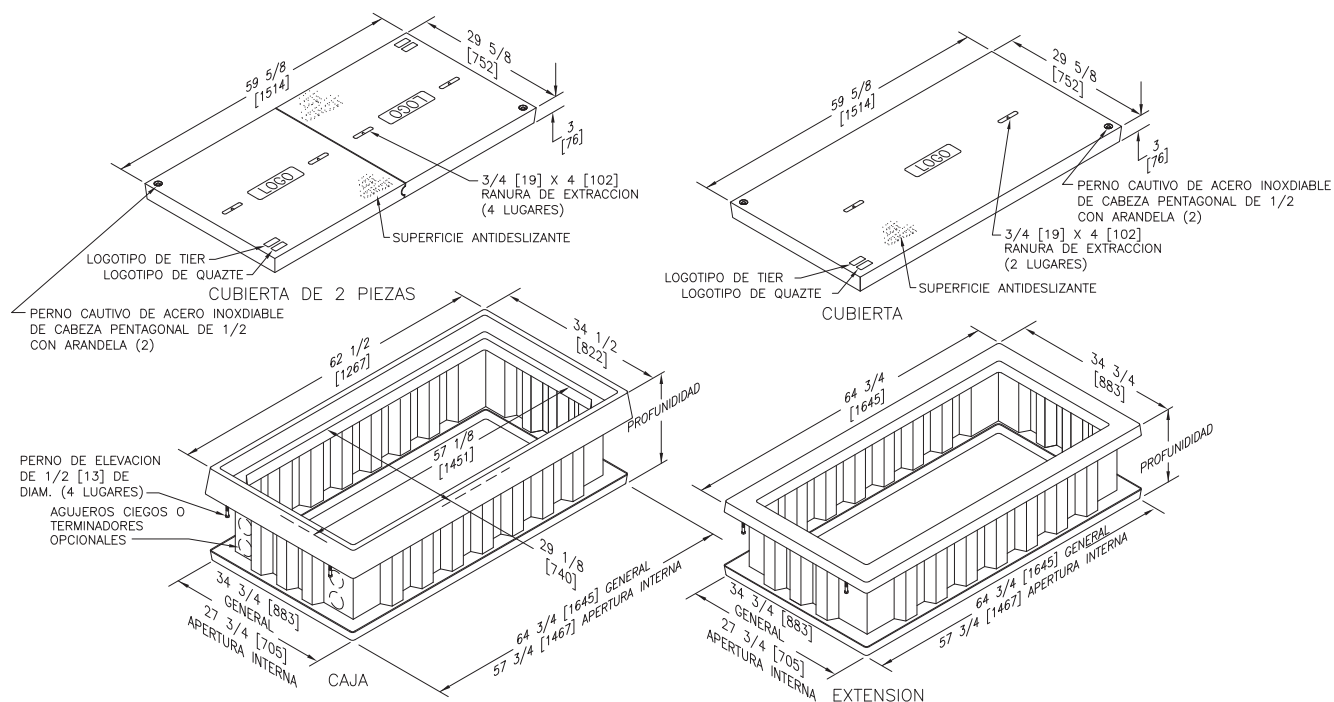 59 5/8
[1514]
29 5/8
[752]
3
[76]
LOGO
LOGO
3/4 [19] X 4 [102]
RANURA DE EXTRACCION
(4 LUGARES)
SUPERFICIE ANTIDESLIZANTE
LOGOTIPO DE TIER
LOGOTIPO DE QUAZTE
CUBIERTA DE 2 PIEZAS
PERNO CAUTIVO DE ACERO INOXDIABLE
DE CABEZA PENTAGONAL DE 1/2
CON ARANDELA (2)
59 5/8
[1514]
29 5/8
[752]
3
[76]
LOGO
PERNO CAUTIVO DE ACERO INOXDIABLE
DE CABEZA PENTAGONAL DE 1/2
CON ARANDELA (2)
3/4 [19] X 4 [102]
RANURA DE EXTRACCION
(2 LUGARES)
LOGOTIPO DE TIER
LOGOTIPO DE QUAZTE
SUPERFICIE ANTIDESLIZANTE
CUBIERTA
62 1/2
[1267]
34 1/2
[822]
PROFUNIDIDAD
57 1/8
[1451]
PERNO DE ELEVACION
DE 1/2 [13] DE
DIAM. (4 LUGARES)
AGUJEROS CIEGOS O
TERMINADORES
OPCIONALES
29 1/8
[740]
34 3/4 [883]
GENERAL
27 3/4 [705]
APERTURA INTERNA
64 3/4 [1645] GENERAL
57 3/4 [1467] APERTURA INTERNA
CAJA
64 3/4
[1645]
34 3/4
[883]
PROFUNIDIDAD
34 3/4 [883]
GENERAL
27 3/4 [705]
APERTURA INTERNA
64 3/4 [1645] GENERAL
57 3/4 [1467] APERTURA INTERNA
EXTENSION